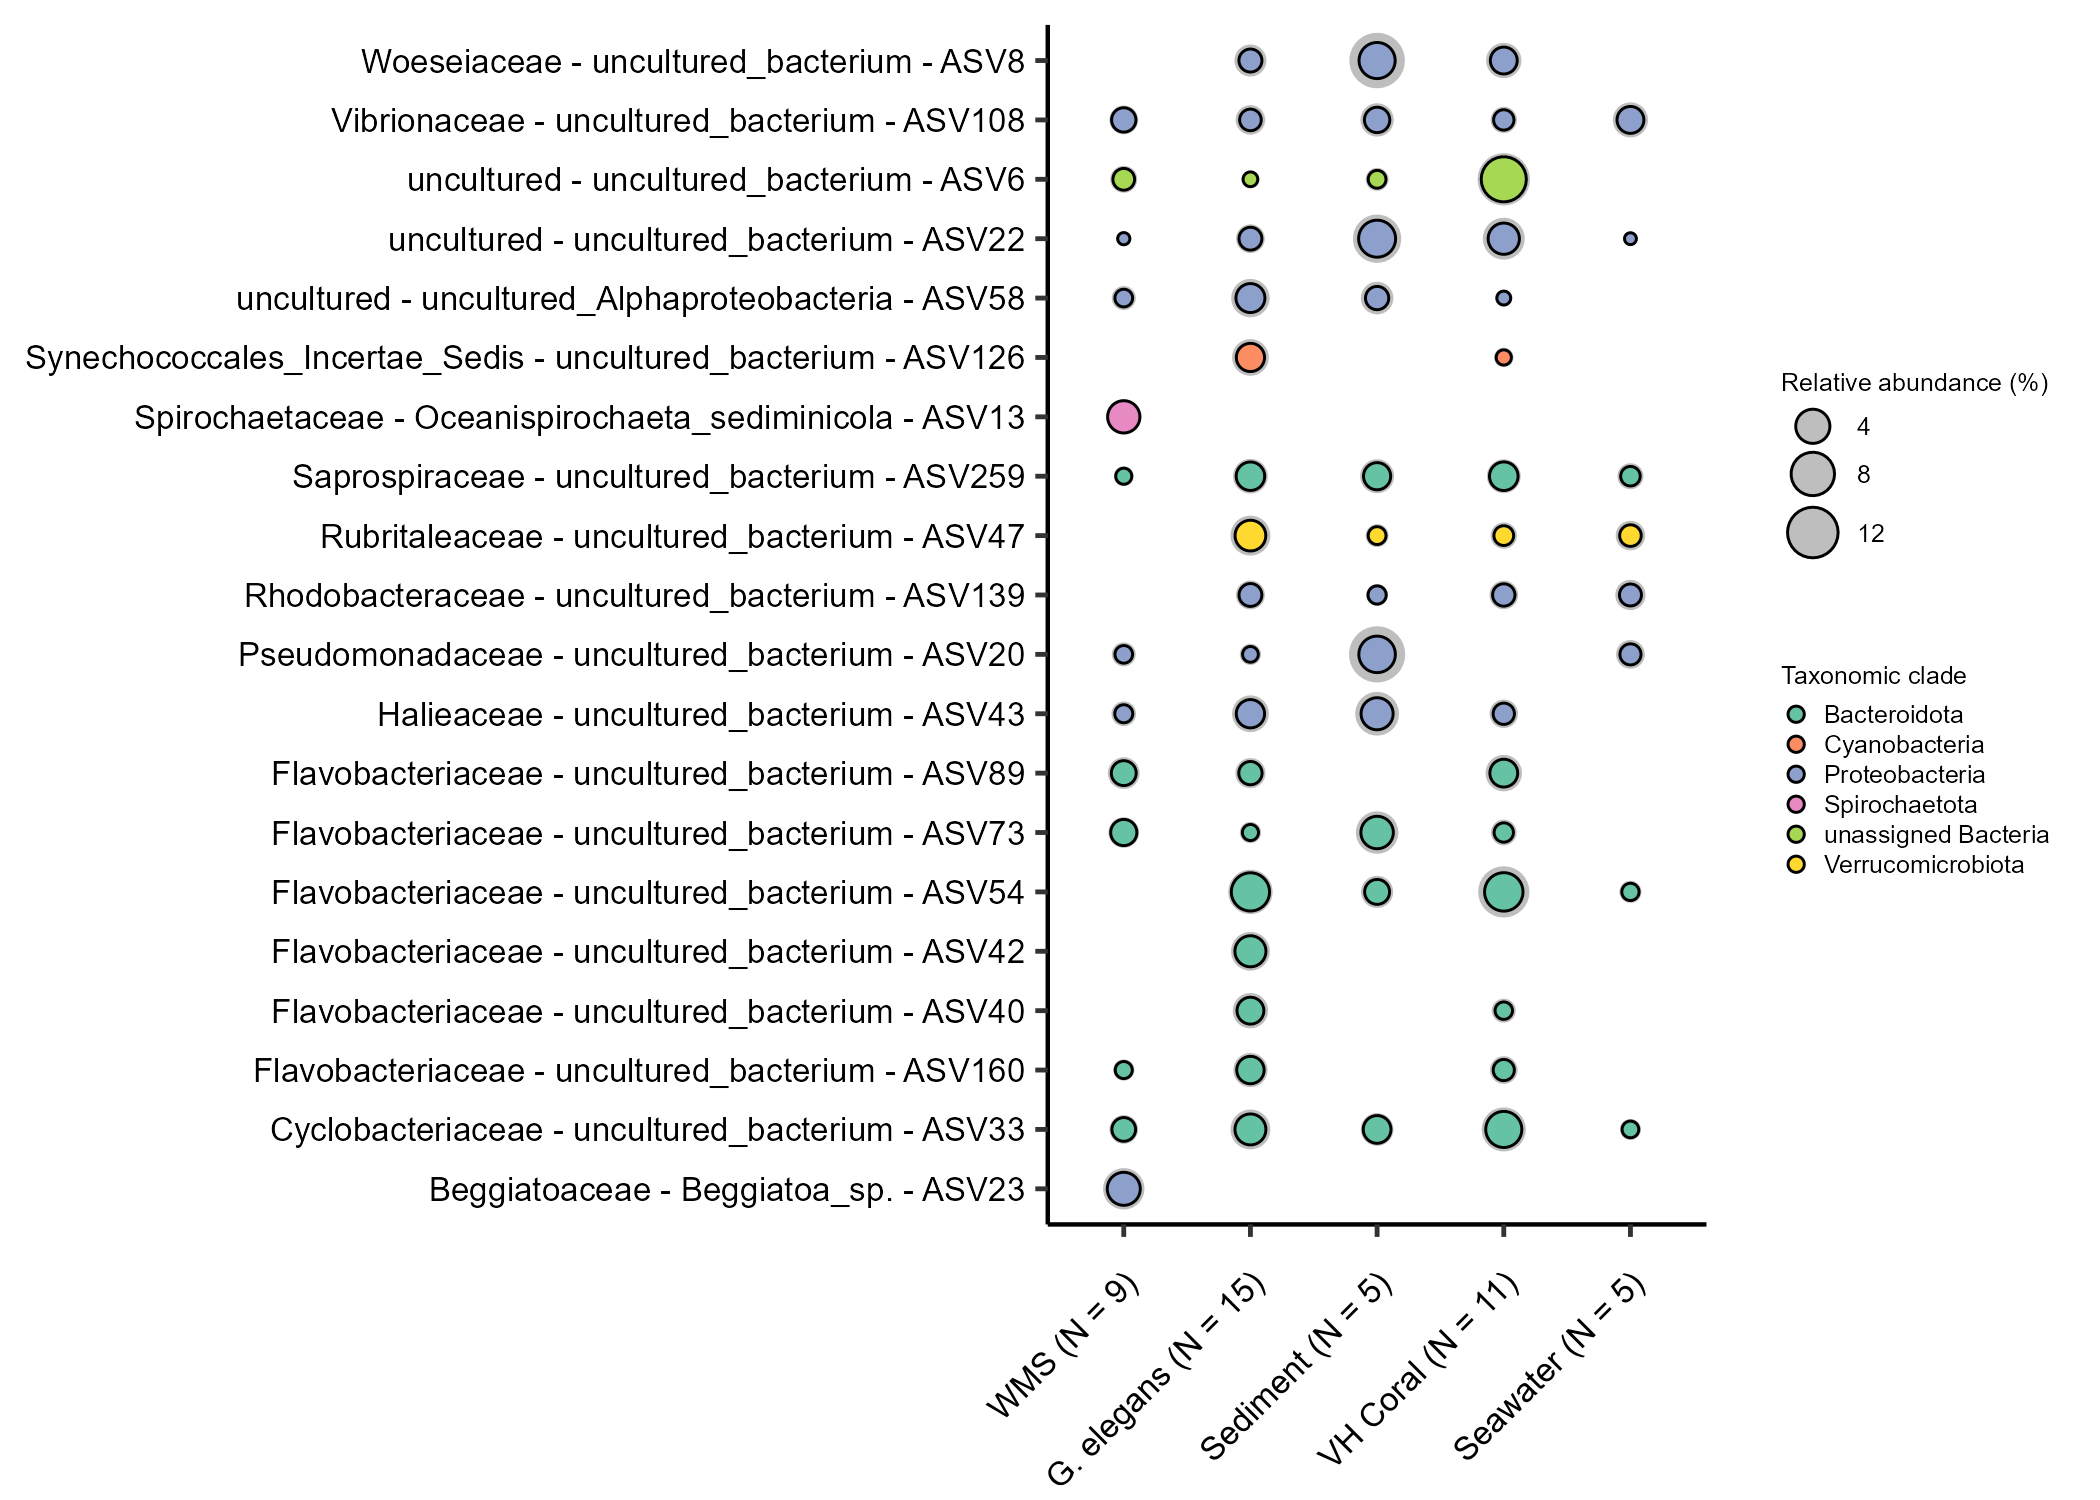 Woeseiaceae - uncultured_bacterium - ASV8
Vibrionaceae - uncultured_bacterium - ASV108
uncultured - uncultured_bacterium - ASV6
uncultured - uncultured_bacterium - ASV22
uncultured - uncultured_Alphaproteobacteria - ASV58
Synechococcales_Incertae_Sedis - uncultured_bacterium - ASV126
Spirochaetaceae - Oceanispirochaeta_sediminicola - ASV13
Saprospiraceae - uncultured_bacterium - ASV259
Rubritaleaceae - uncultured_bacterium - ASV47
Rhodobacteraceae - uncultured_bacterium - ASV139
Pseudomonadaceae - uncultured_bacterium - ASV20
Halieaceae - uncultured_bacterium - ASV43
Flavobacteriaceae - uncultured_bacterium - ASV89
Flavobacteriaceae - uncultured_bacterium - ASV73
Flavobacteriaceae - uncultured_bacterium - ASV54
Flavobacteriaceae - uncultured_bacterium - ASV42
Flavobacteriaceae - uncultured_bacterium - ASV40
Flavobacteriaceae - uncultured_bacterium - ASV160
Cyclobacteriaceae - uncultured_bacterium - ASV33
Beggiatoaceae - Beggiatoa_sp. - ASV23
WMS (N = 9)
G. elegans (N = 15)
Sediment (N = 5)
VH Coral (N = 11)
Seawater (N = 5)
Relative abundance (%)
4
8
12
Taxonomic clade
Bacteroidota
Cyanobacteria
Proteobacteria
Spirochaetota
unassigned Bacteria
Verrucomicrobiota